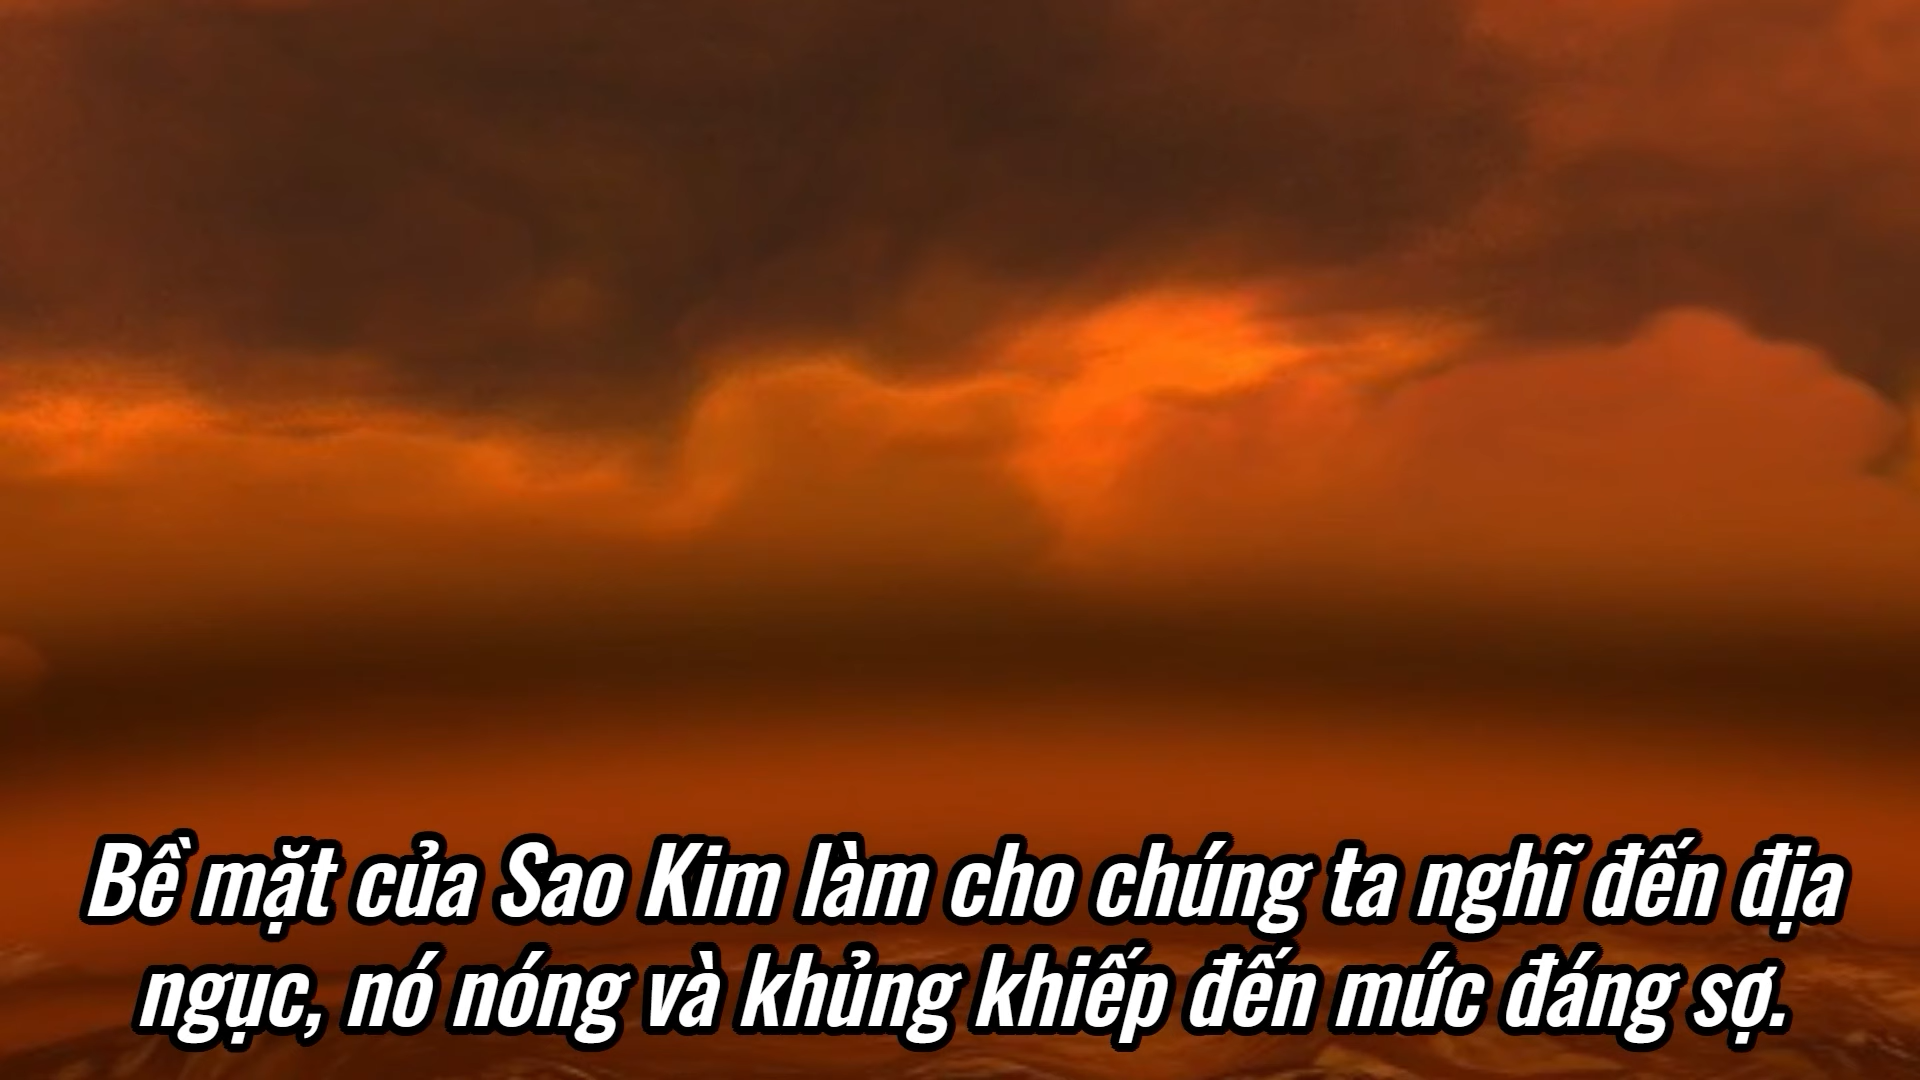 Bề mặt của Sao Kim làm cho chúng ta nghĩ đến địa
ngục, nó nóng và khủng khiếp đến mức đáng sợ.